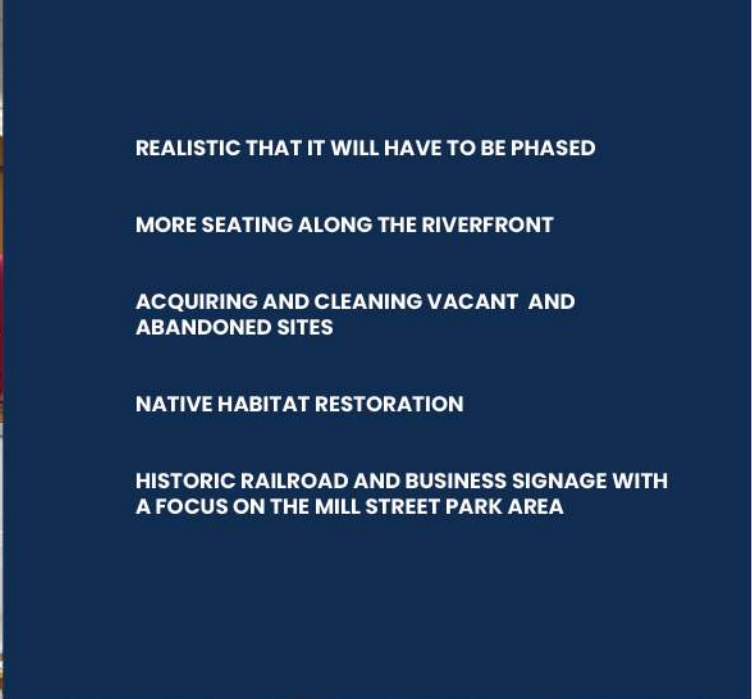 REALISTIC THAT IT WILL HAVE TO BE PHASED
MORE SEATING ALONG THE RIVERFRONT
ACQUIRING AND CLEANING VACANT AND
ABANDONED SITES
NATIVE HABITAT RESTORATION
HISTORIC RAILROAD AND BUSINESS SIGNAGE WITH
A FOCUS ON THE MILL STREET PARK AREA